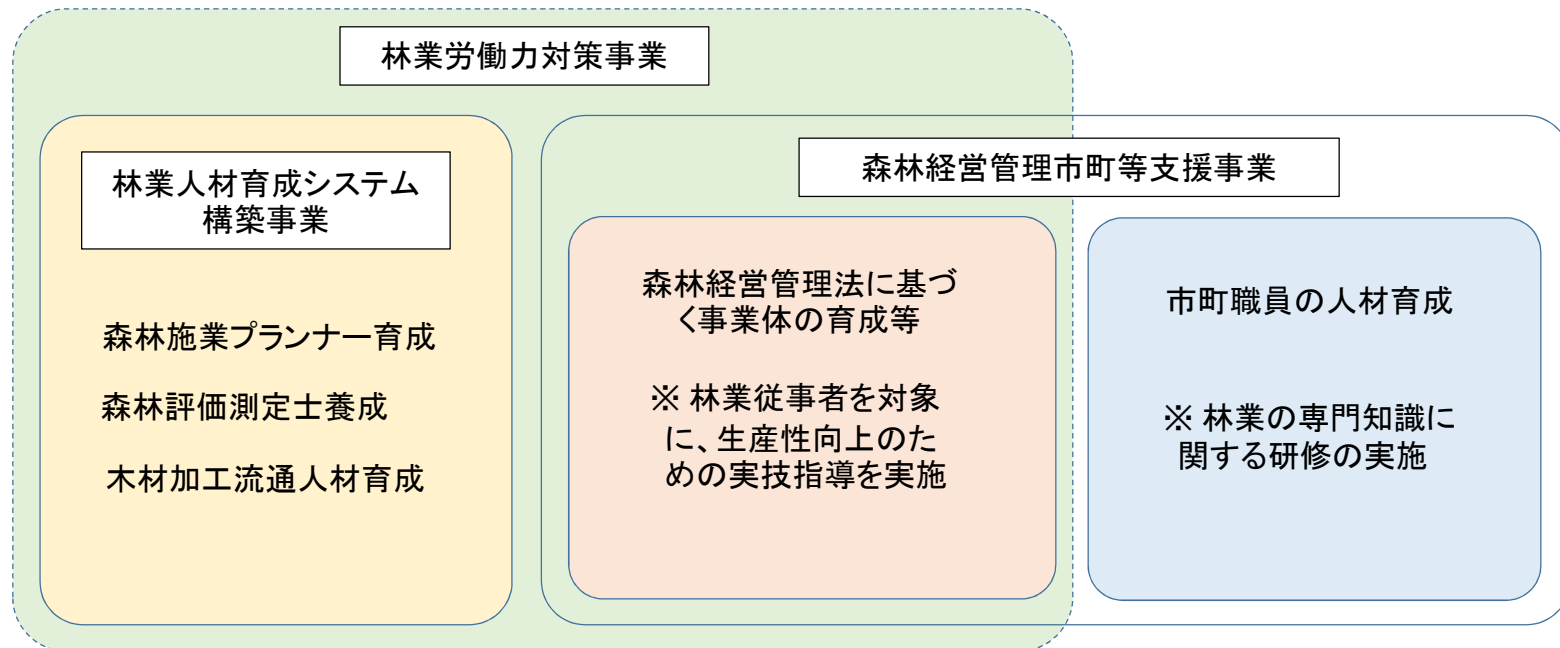 林業労働力対策事業
林業人材育成システム
構築事業
森林施業プランナー育成
森林評価測定士養成
木材加工流通人材育成
森林経営管理市町等支援事業
森林経営管理法に基づ
く事業体の育成等
※ 林業従事者を対象
に、生産性向上のた
めの実技指導を実施
市町職員の人材育成
※ 林業の専門知識に
関する研修の実施